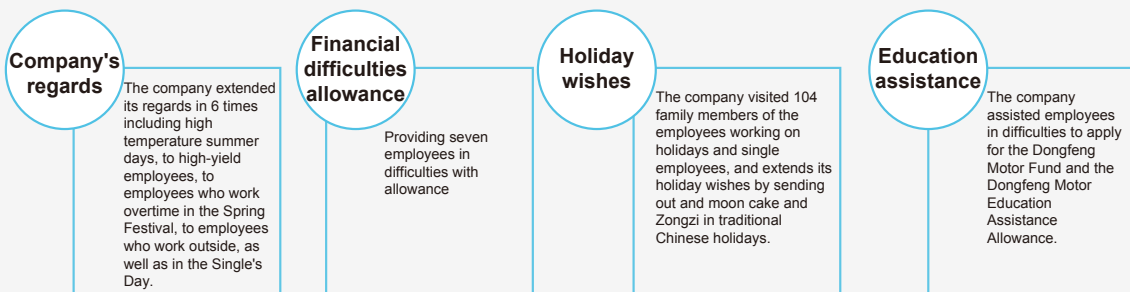 Company's
regards
The company extended
its regards in 6 times
including high
temperature summer
days, to high-yield
employees, to
employees who work
overtime in the Spring
Festival, to employees
who work outside, as
well as in the Single's
Day.
Financial
difficulties
allowance
Providing seven
employees in
difficulties with
allowance
Holiday
wishes
The company visited 104
family members of the
employees working on
holidays and single
employees, and extends its
holiday wishes by sending
out and moon cake and
Zongzi in traditional
Chinese holidays.
Education
assistance
The company
assisted employees
in difficulties to apply
for the Dongfeng
Motor Fund and the
Dongfeng Motor
Education
Assistance
Allowance.